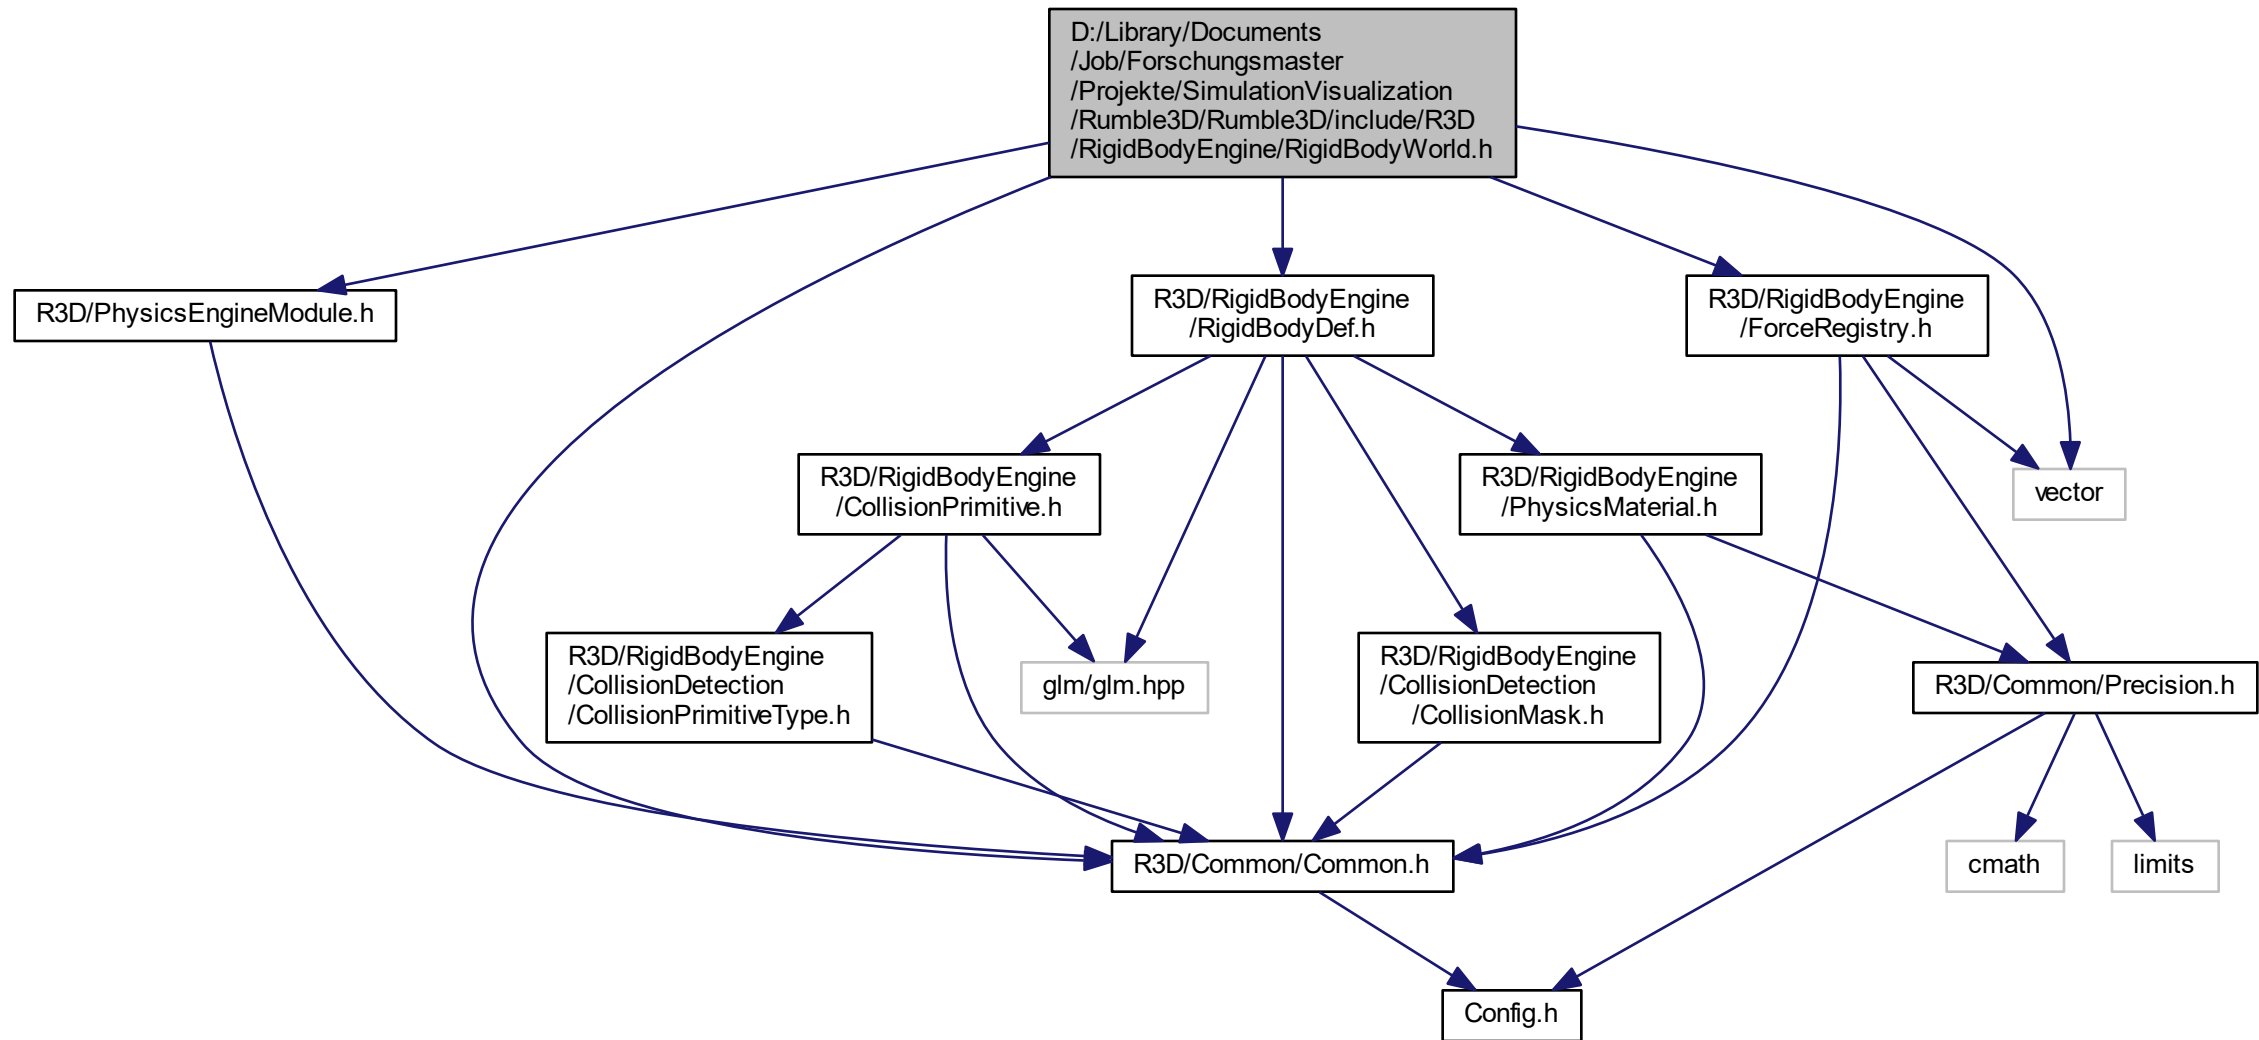 D:/Library/Documents
/Job/Forschungsmaster
/Projekte/SimulationVisualization
/Rumble3D/Rumble3D/include/R3D
/RigidBodyEngine/RigidBodyWorld.h
R3D/PhysicsEngineModule.h
R3D/RigidBodyEngine
/RigidBodyDef.h
R3D/RigidBodyEngine
/ForceRegistry.h
R3D/RigidBodyEngine
/CollisionPrimitive.h
R3D/RigidBodyEngine
/PhysicsMaterial.h
vector
R3D/RigidBodyEngine
/CollisionDetection
/CollisionPrimitiveType.h
glm/glm.hpp
R3D/RigidBodyEngine
/CollisionDetection
/CollisionMask.h
R3D/Common/Precision.h
R3D/Common/Common.h
cmath
limits
Config.h